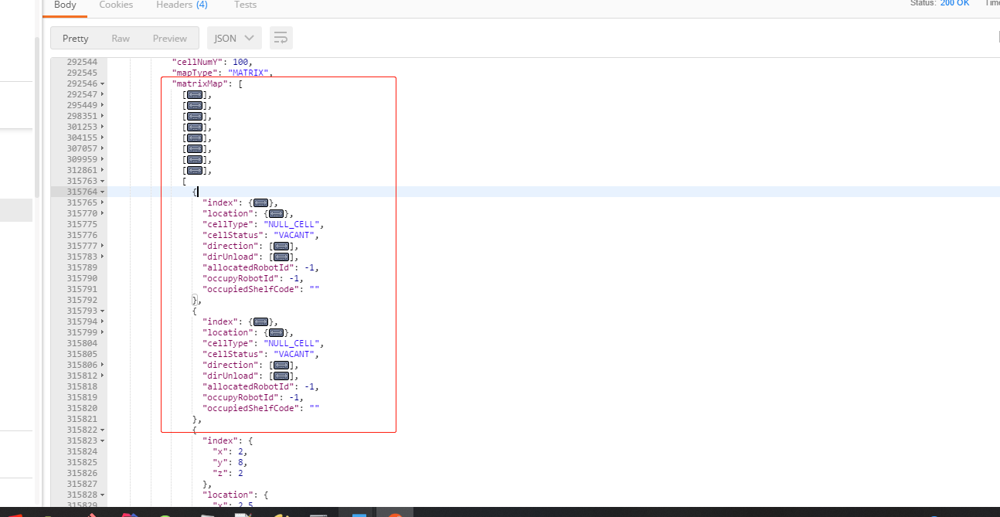 Body Cookies Headers (4) Tests Status: 200 OK
Pretty Raw Preview JSON
292544 "cellNumY": 100,
292545 "mapType": "MATRIX",
292546 "matrixMap": [
292547 [],
295449 [],
298351 [],
301253 [],
304155 [],
307057 [],
309959 [],
312861 [],
315763 [
315764 {
315765 "index": {},
315770 "location": {},
315775 "cellType": "NULL_CELL",
315776 "cellStatus": "VACANT",
315777 "direction": [],
315783 "dirUnload": [],
315789 "allocatedRobotId": -1,
315790 "occupyRobotId": -1,
315791 "occupiedShelfCode": ""
315792 },
315793 {
315794 "index": {},
315799 "location": {},
315804 "cellType": "NULL_CELL",
315805 "cellStatus": "VACANT",
315806 "direction": [],
315812 "dirUnload": [],
315818 "allocatedRobotId": -1,
315819 "occupyRobotId": -1,
315820 "occupiedShelfCode": ""
315821 },
315822 {
315823 "index": {
315824 "x": 2,
315825 "y": 8,
315826 "z": 2
315827 },
315828 "location": {
315829 "x": 2.5